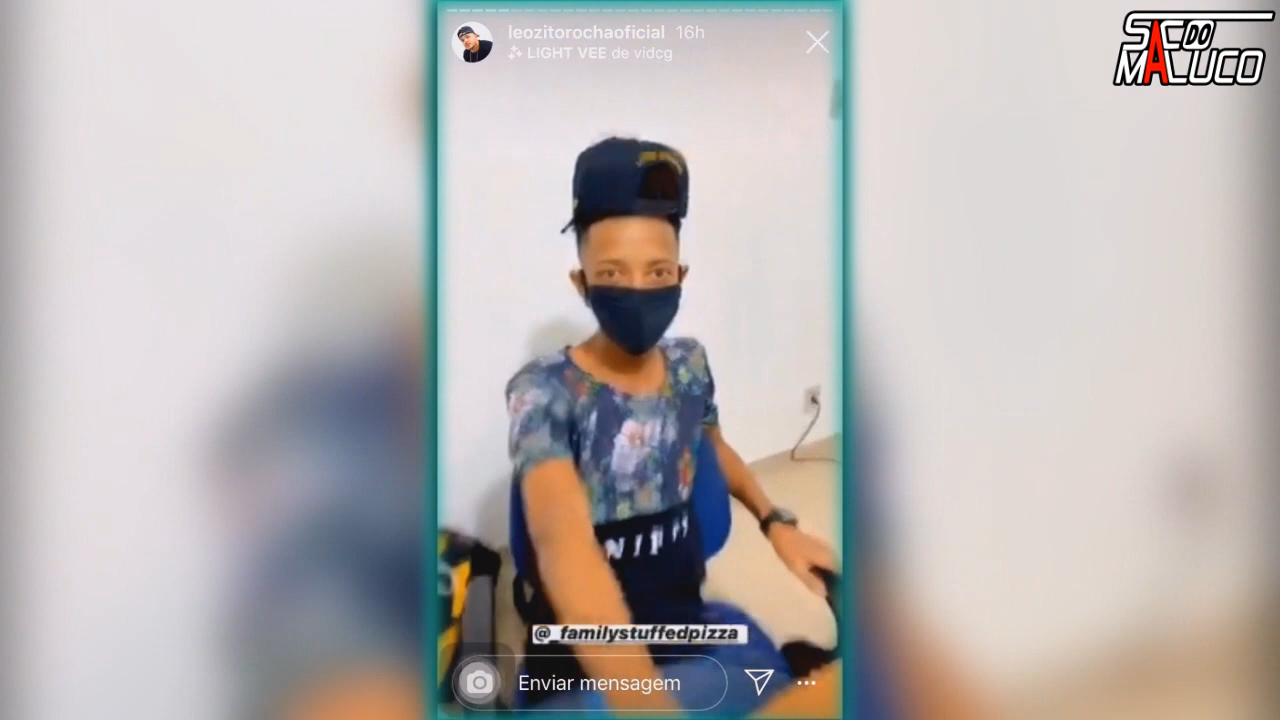 leozitorochaoficial 16h
LIGHT VEE de vidcg
SACO DO
MALUCO
@_familystuffedpizza
Enviar mensagem